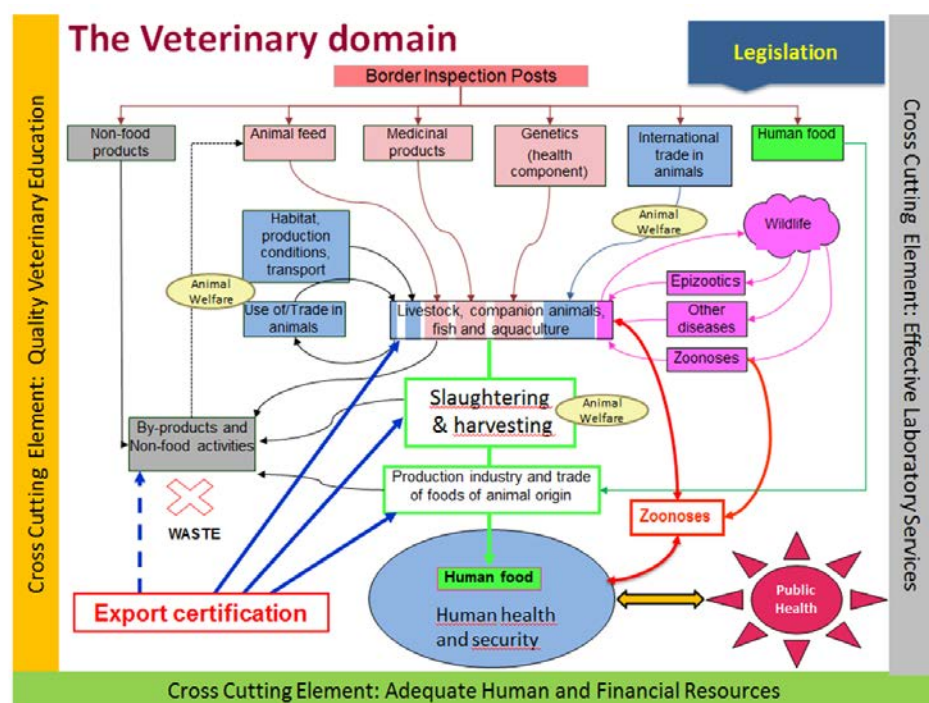 The Veterinary domain
Legislation
Border Inspection Posts
Non-food
products
Animal feed
Medicinal
products
Genetics
(health
component)
International
trade in
animals
Human food
Animal
Welfare
Wildlife
Habitat,
production
conditions,
transport
Animal
Welfare
Use of/Trade in
animals
Livestock, companion animals,
fish and aquaculture
Epizootics
Other
diseases
Zoonoses
Slaughtering
& harvesting
Animal
Welfare
By-products and
Non-food activities
Production industry and trade
of foods of animal origin
WASTE
Zoonoses
Export certification
Human food
Human health
and security
Public
Health
Cross Cutting Element: Quality Veterinary Education
Cross Cutting Element: Effective Laboratory Services
Cross Cutting Element: Adequate Human and Financial Resources